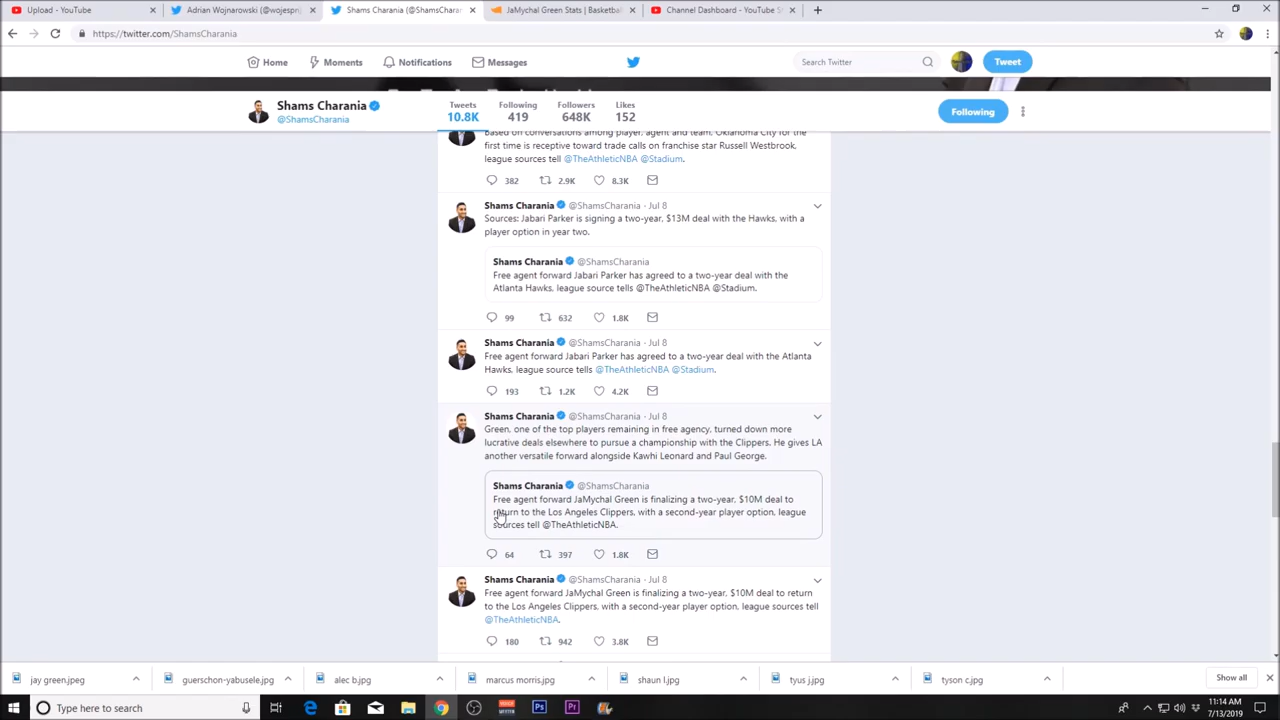 Upload - YouTube
Adrian Wojnarowski (@wojespn
Shams Charania (@ShamsCharan
JaMychal Green Stats | Basketbal
Channel Dashboard - YouTube S
https://twitter.com/ShamsCharania
Home
Moments
Notifications
Messages
Search Twitter
Tweet
Shams Charania
@ShamsCharania
Tweets
10.8K
Following
419
Followers
648K
Likes
152
Following
Based on conversations among player, agent and team, Oklahoma City for the
first time is receptive toward trade calls on franchise star Russell Westbrook,
league sources tell @TheAthleticNBA @Stadium.
382 2.9K 8.3K
Shams Charania @ShamsCharania · Jul 8
Sources: Jabari Parker is signing a two-year, $13M deal with the Hawks, with a
player option in year two.
Shams Charania @ShamsCharania
Free agent forward Jabari Parker has agreed to a two-year deal with the
Atlanta Hawks, league source tells @TheAthleticNBA @Stadium.
99 632 1.8K
Shams Charania @ShamsCharania · Jul 8
Free agent forward Jabari Parker has agreed to a two-year deal with the Atlanta
Hawks, league source tells @TheAthleticNBA @Stadium.
193 1.2K 4.2K
Shams Charania @ShamsCharania · Jul 8
Green, one of the top players remaining in free agency, turned down more
lucrative deals elsewhere to pursue a championship with the Clippers. He gives LA
another versatile forward alongside Kawhi Leonard and Paul George.
Shams Charania @ShamsCharania
Free agent forward JaMychal Green is finalizing a two-year, $10M deal to
return to the Los Angeles Clippers, with a second-year player option, league
sources tell @TheAthleticNBA.
64 397 1.8K
Shams Charania @ShamsCharania · Jul 8
Free agent forward JaMychal Green is finalizing a two-year, $10M deal to return
to the Los Angeles Clippers, with a second-year player option, league sources tell
@TheAthleticNBA.
180 942 3.8K
jay green.jpeg
guerschon-yabusele.jpg
alec b.jpg
marcus morris.jpg
shaun l.jpg
tyus j.jpg
tyson c.jpg
Show all
Type here to search
11:14 AM
7/13/2019